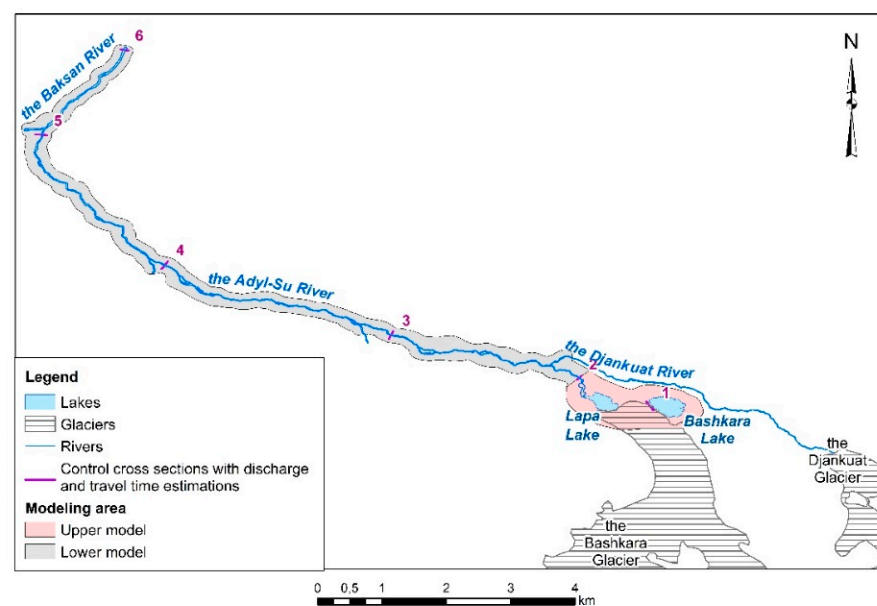 6
the Baksan River
N
5
4
the Adyl-Su River
3
the Djankuat River
2
1
Lapa
Lake
Bashkara
Lake
the
Djankuat
Glacier
the
Bashkara
Glacier
Legend
Lakes
Glaciers
Rivers
Control cross sections with discharge
and travel time estimations
Modeling area
Upper model
Lower model
0 0,5 1 2 3 4
km